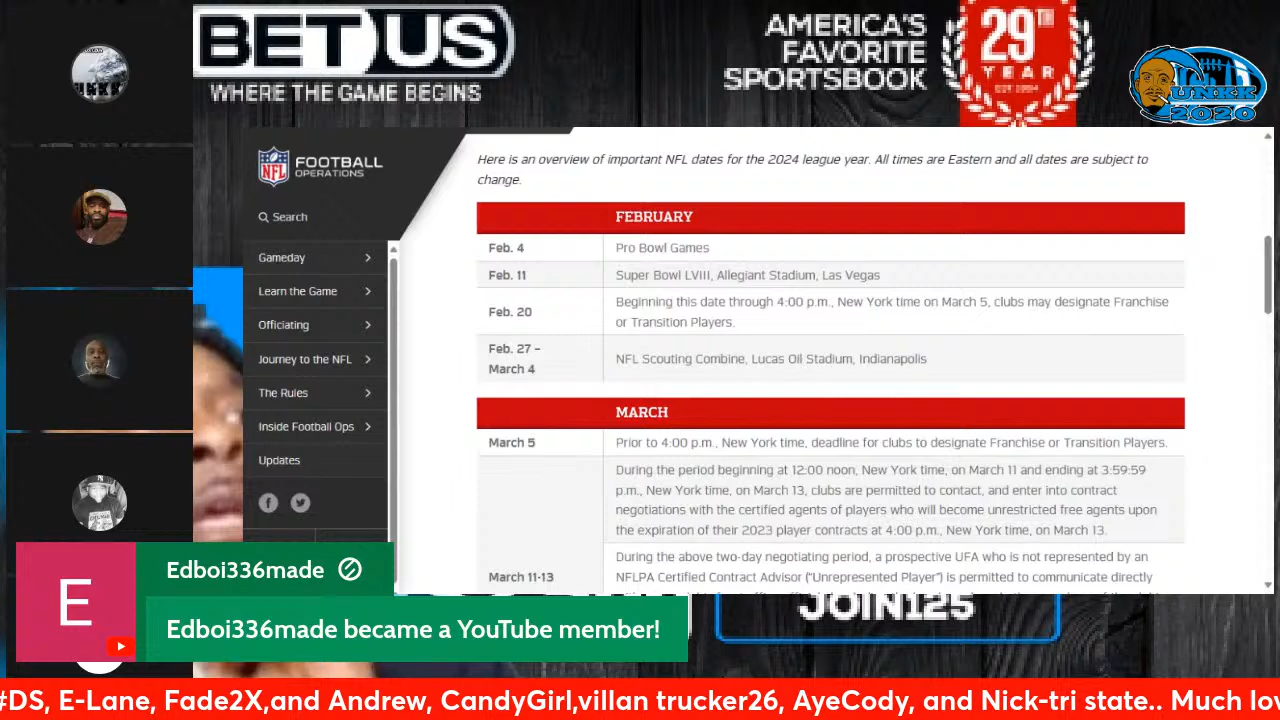 BET US
WHERE THE GAME BEGINS
AMERICA'S
FAVORITE
SPORTSBOOK
29TH
YEAR
EST 1994
QUNKK
2020
NFL
FOOTBALL
OPERATIONS
Search
Gameday
Learn the Game
Officiating
Journey to the NFL
The Rules
Inside Football Ops
Updates
Here is an overview of important NFL dates for the 2024 league year. All times are Eastern and all dates are subject to
change.
FEBRUARY
Feb. 4 Pro Bowl Games
Feb. 11 Super Bowl LVIII, Allegiant Stadium, Las Vegas
Feb. 20 Beginning this date through 4:00 p.m., New York time on March 5, clubs may designate Franchise
or Transition Players.
Feb. 27 –
March 4
NFL Scouting Combine, Lucas Oil Stadium, Indianapolis
MARCH
March 5 Prior to 4:00 p.m., New York time, deadline for clubs to designate Franchise or Transition Players.
During the period beginning at 12:00 noon, New York time, on March 11 and ending at 3:59:59
p.m., New York time, on March 13, clubs are permitted to contact, and enter into contract
negotiations with the certified agents of players who will become unrestricted free agents upon
the expiration of their 2023 player contracts at 4:00 p.m., New York time, on March 13.
March 11-13
During the above two-day negotiating period, a prospective UFA who is not represented by an
NFLPA Certified Contract Advisor ("Unrepresented Player") is permitted to communicate directly
JOIN125
E
Edboi336made
Edboi336made became a YouTube member!
#DS, E-Lane, Fade2X,and Andrew, CandyGirl,villan trucker26, AyeCody, and Nick-tri state.. Much lov